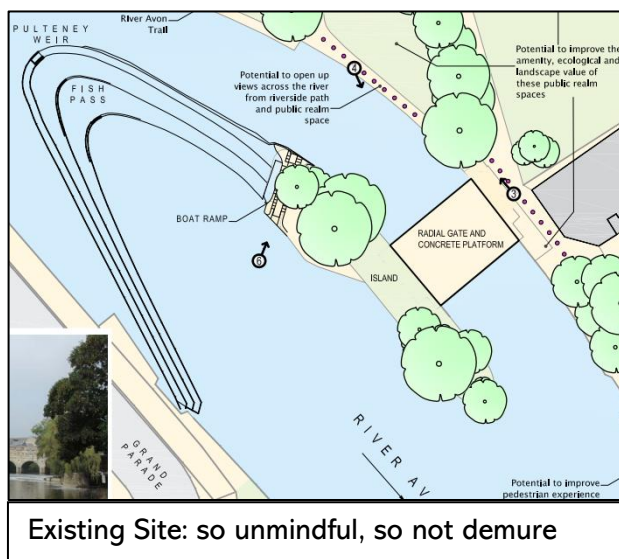 River Avon
Trail
PULTENEY
WEIR
FISH
PASS
Potential to open up
views across the river
from riverside path
and public realm
space
4
Potential to improve the
amenity, ecological and
landscape value of
these public realm
spaces
3
BOAT RAMP
6
RADIAL GATE AND
CONCRETE PLATFORM
ISLAND
GRAND
PARADE
RIVER AV
Potential to improve
pedestrian experience
Existing Site: so unmindful, so not demure